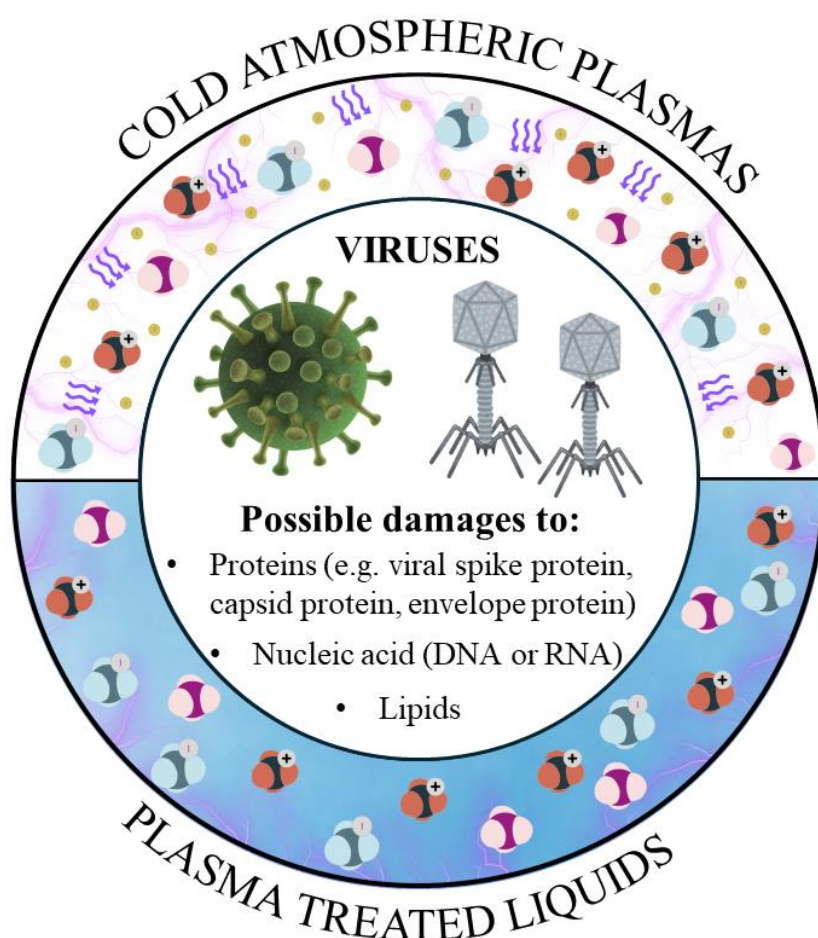 COLD ATMOSPHERIC PLASMAS
VIRUSES
Possible damages to:
• Proteins (e.g. viral spike protein,
capsid protein, envelope protein)
• Nucleic acid (DNA or RNA)
• Lipids
PLASMA TREATED LIQUIDS